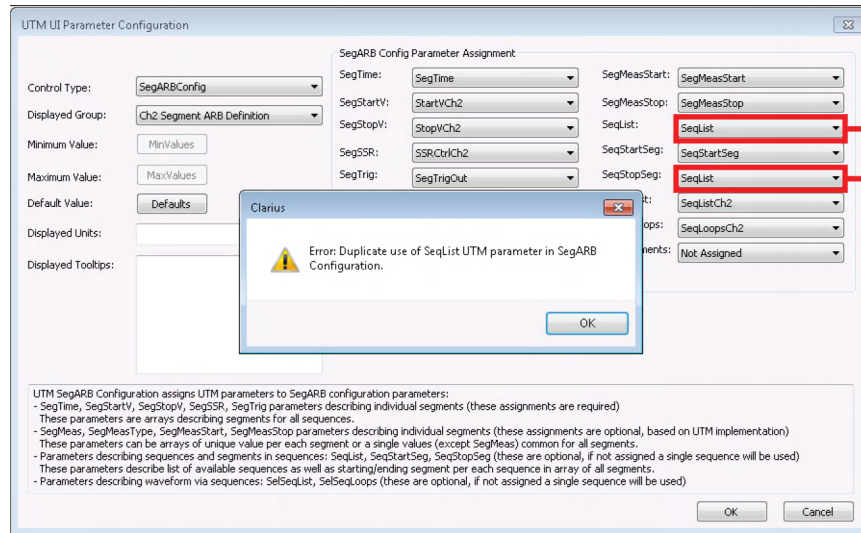 UTM UI Parameter Configuration
SegARB Config Parameter Assignment
Control Type: SegARBConfig
Displayed Group: Ch2 Segment ARB Definition
Minimum Value: MinValues
Maximum Value: MaxValues
Default Value: Defaults
Displayed Units:
Displayed Tooltips:
SegTime: SegTime
SegStartV: StartVCh2
SegStopV: StopVCh2
SegSSR: SSRCtrlCh2
SegTrig: SegTrigOut
SegMeasStart: SegMeasStart
SegMeasStop: SegMeasStop
SeqList: SeqList
SeqStartSeg: SeqStartSeg
SeqStopSeg: SeqList
t: SeqListCh2
ops: SeqLoopsCh2
ments: Not Assigned
Clarius
Error: Duplicate use of SeqList UTM parameter in SegARB
Configuration.
OK
UTM SegARB Configuration assigns UTM parameters to SegARB configuration parameters:
- SegTime, SegStartV, SegStopV, SegSSR, SegTrig parameters describing individual segments (these assignments are required)
These parameters are arrays describing segments for all sequences.
- SegMeas, SegMeasType, SegMeasStart, SegMeasStop parameters describing individual segments (these assignments are optional, based on UTM implementation)
These parameters can be arrays of unique value per each segment or a single values (except SegMeas) common for all segments.
- Parameters describing sequences and segments in sequences: SeqList, SeqStartSeg, SeqStopSeg (these are optional, if not assigned a single sequence will be used)
These parameters describe list of available sequences as well as starting/ending segment per each sequence in array of all segments.
- Parameters describing waveform via sequences: SelSeqList, SelSeqLoops (these are optional, if not assigned a single sequence will be used)
OK Cancel